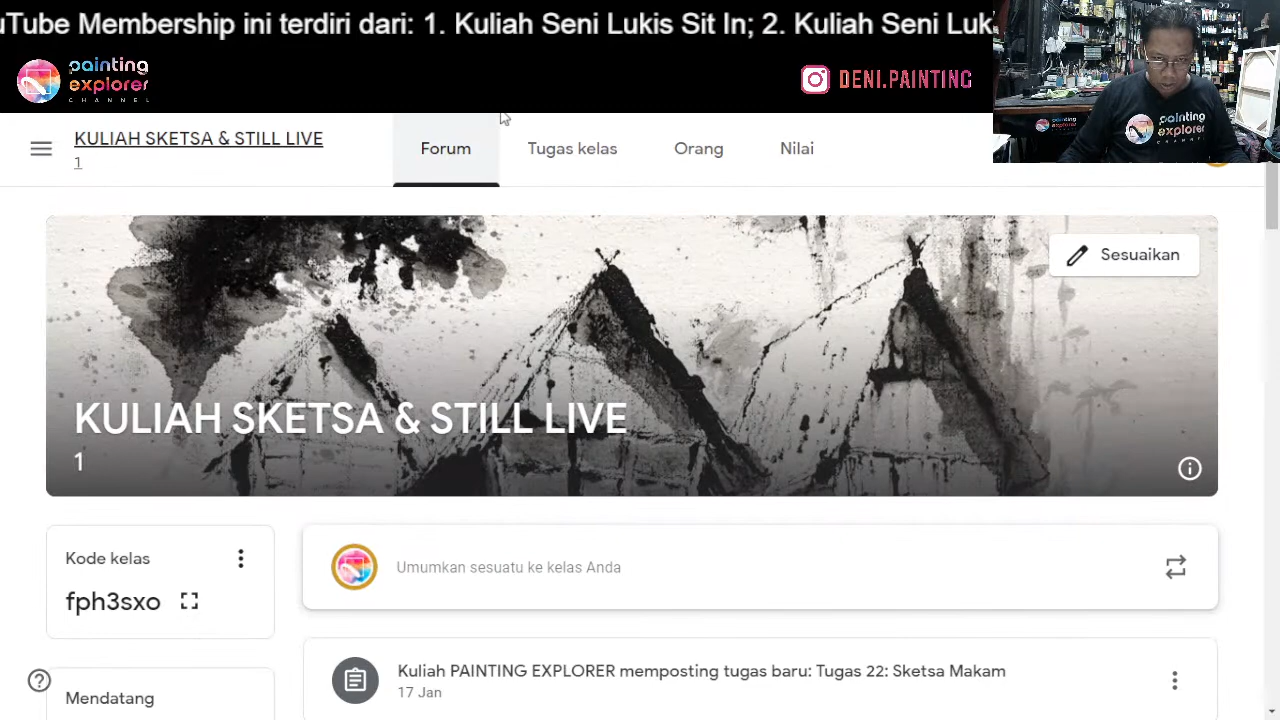 uTube Membership ini terdiri dari: 1. Kuliah Seni Lukis Sit In; 2. Kuliah Seni Luk
painting
explorer
CHANNEL
DENI.PAINTING
painting
explorer
CHANNEL
KULIAH SKETSA & STILL LIVE
1
Forum
Tugas kelas
Orang
Nilai
Sesuaikan
KULIAH SKETSA & STILL LIVE
1
Kode kelas
fph3sxo
Umumkan sesuatu ke kelas Anda
Kuliah PAINTING EXPLORER memposting tugas baru: Tugas 22: Sketsa Makam
17 Jan
Mendatang